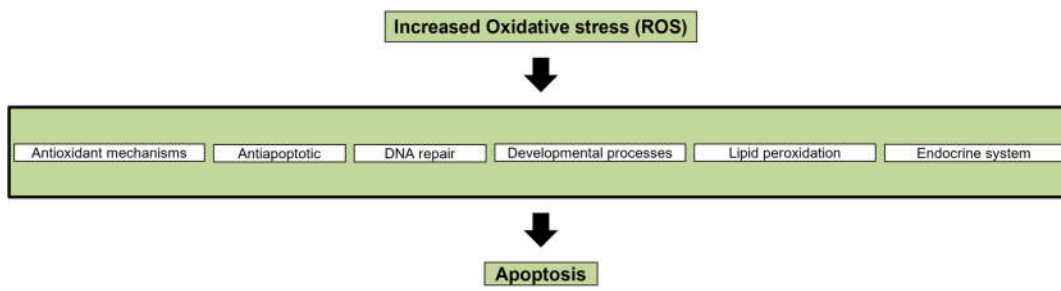 Increased Oxidative stress (ROS)
Antioxidant mechanisms
Antiapoptotic
DNA repair
Developmental processes
Lipid peroxidation
Endocrine system
Apoptosis